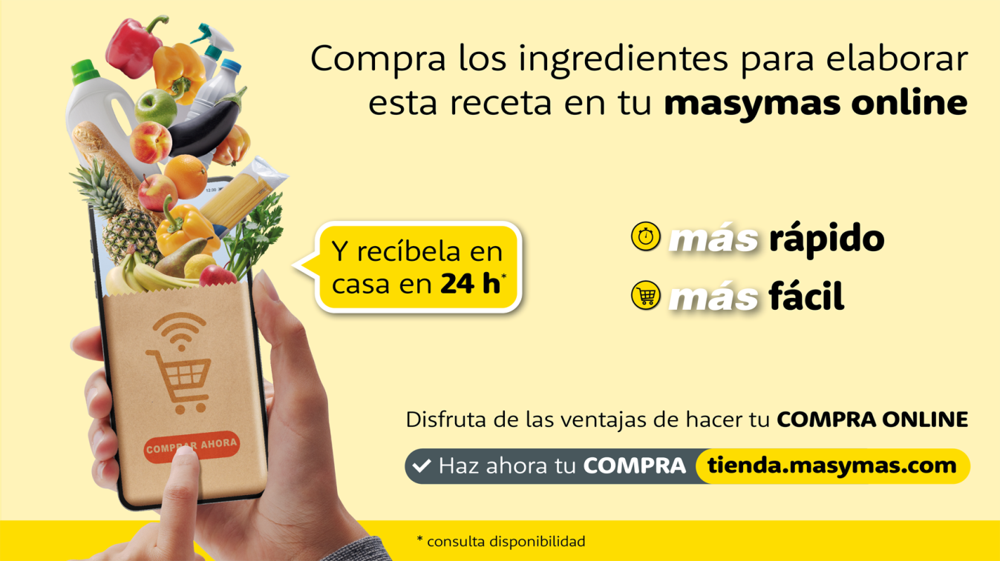 Compra los ingredientes para elaborar
esta receta en tu masymas online
12:30
Y recíbela en
casa en 24 h*
más rápido
más fácil
COMPRAR AHORA
Disfruta de las ventajas de hacer tu COMPRA ONLINE
Haz ahora tu COMPRA tienda.masymas.com
* consulta disponibilidad